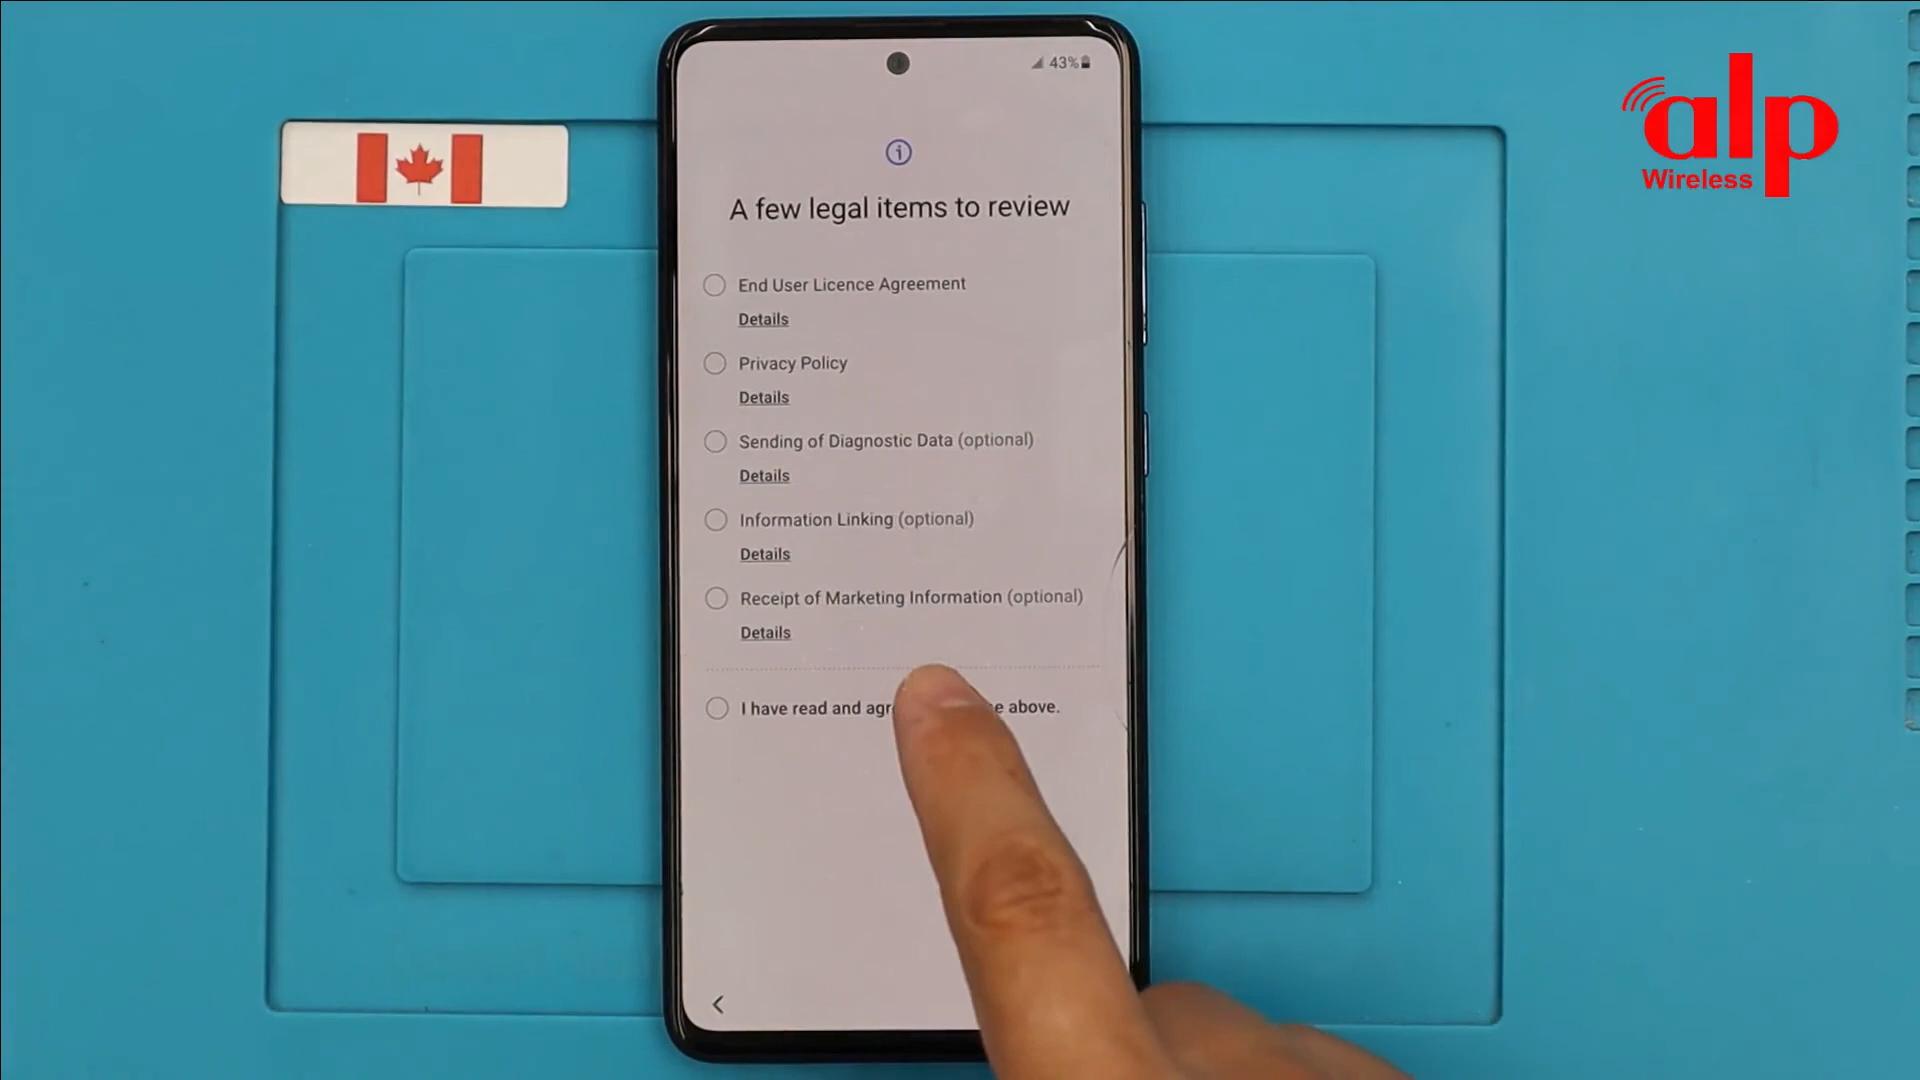 43%
alp
Wireless
A few legal items to review
End User Licence Agreement
Details
Privacy Policy
Details
Sending of Diagnostic Data (optional)
Details
Information Linking (optional)
Details
Receipt of Marketing Information (optional)
Details
I have read and agr e above.